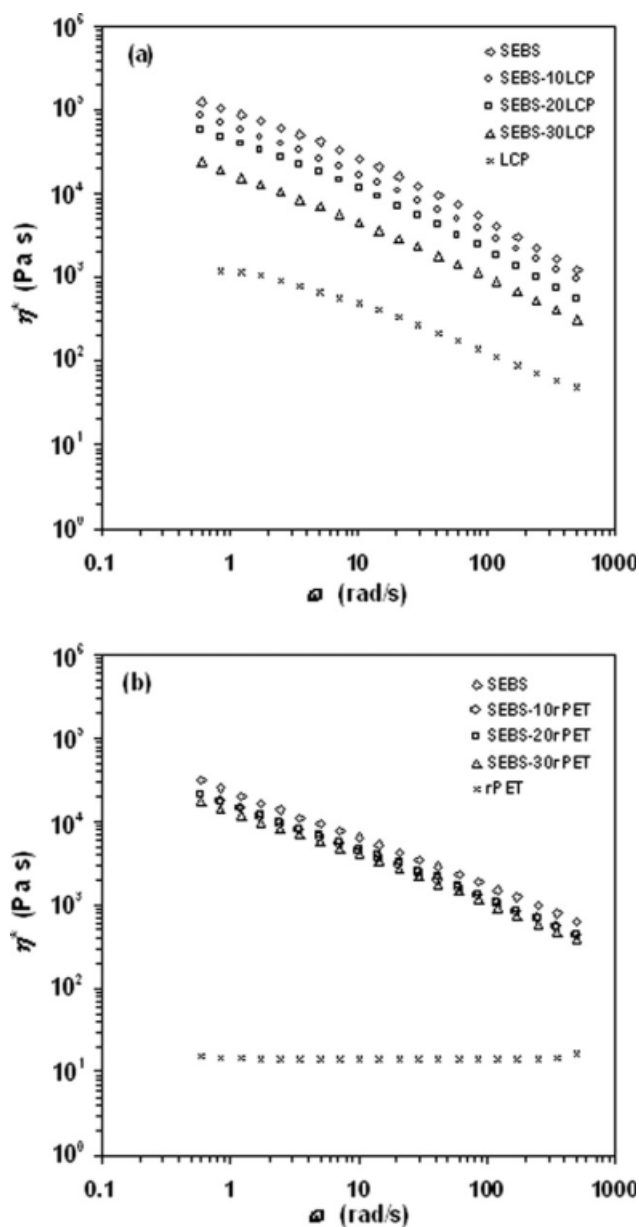 (a)
SEBS
SEBS-10LCP
SEBS-20LCP
SEBS-30LCP
LCP
10⁶
10⁵
10⁴
10³
10²
10¹
10⁰
η* (Pa s)
0.1 1 10 100 1000
ω (rad/s)
(b)
SEBS
SEBS-10rPET
SEBS-20rPET
SEBS-30rPET
rPET
10⁶
10⁵
10⁴
10³
10²
10¹
10⁰
η* (Pa s)
0.1 1 10 100 1000
ω (rad/s)